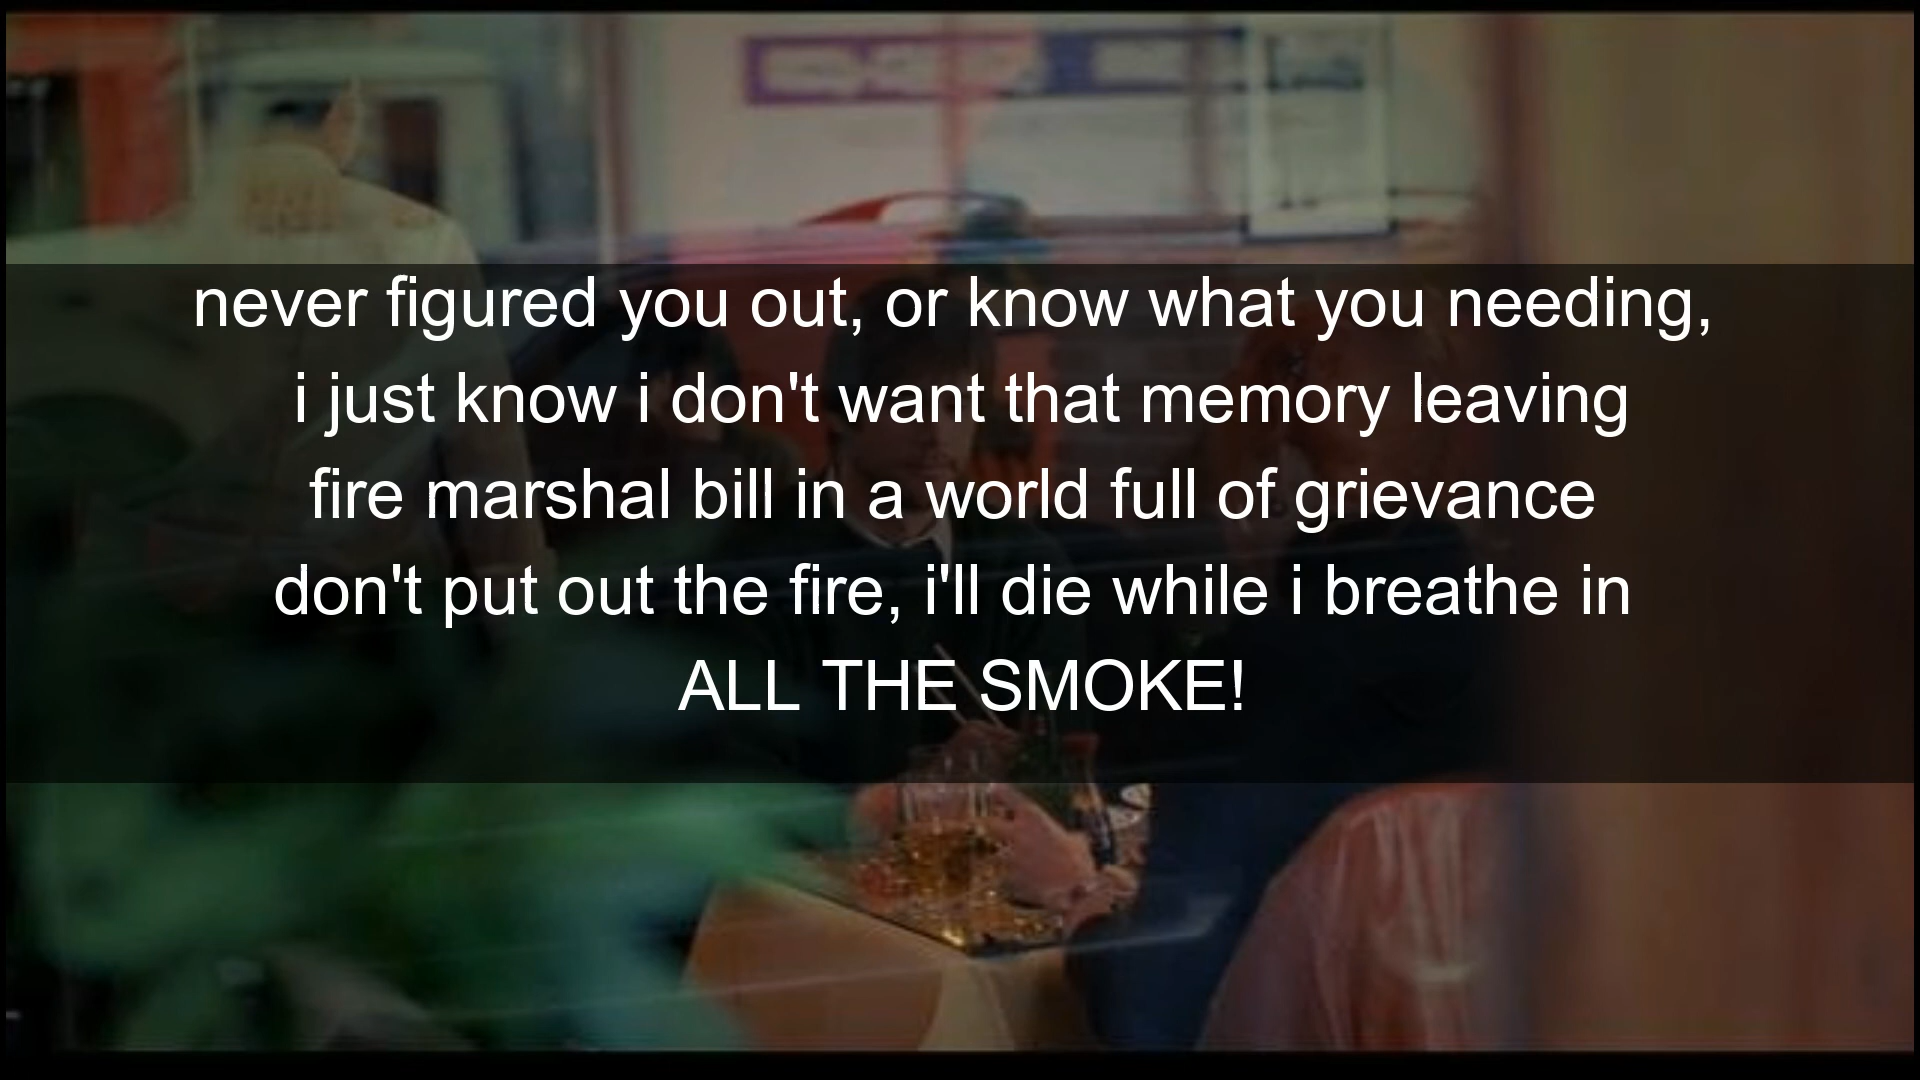 never figured you out, or know what you needing,
i just know i don't want that memory leaving
fire marshal bill in a world full of grievance
don't put out the fire, i'll die while i breathe in
ALL THE SMOKE!